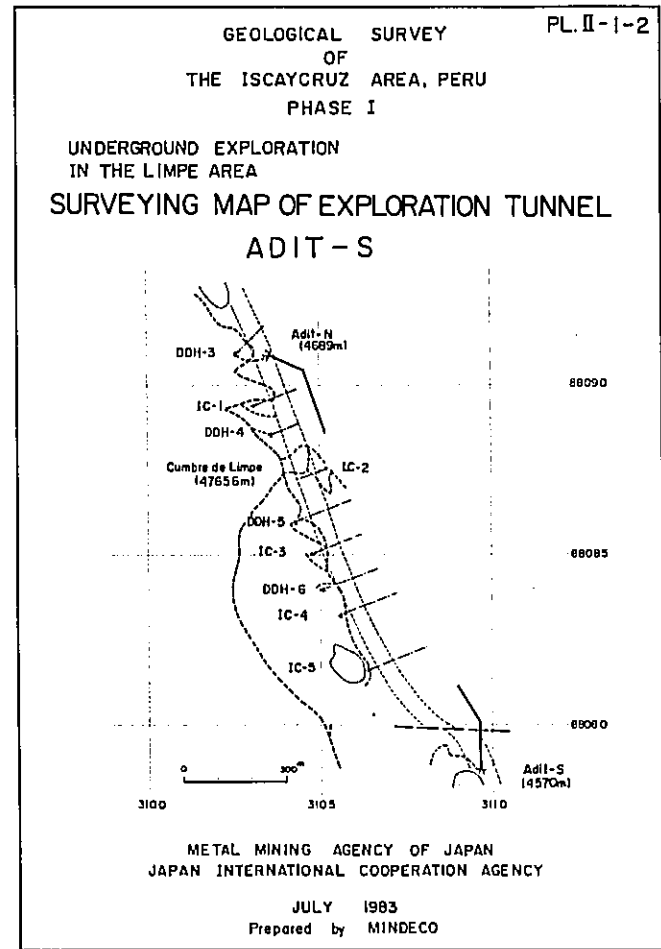 PL. II-1-2
GEOLOGICAL SURVEY
OF
THE ISCAYCRUZ AREA, PERU
PHASE I
UNDERGROUND EXPLORATION
IN THE LIMPE AREA
SURVEYING MAP OF EXPLORATION TUNNEL
ADIT-S
Adit-N
(4689m)
DDH-3
88090
IC-1
DDH-4
Cumbre de Limpe
(47656m)
IC-2
DDH-5
IC-3
88085
DDH-6
IC-4
IC-5
88080
0 300m
Adit-S
(4570m)
3100 3105 3110
METAL MINING AGENCY OF JAPAN
JAPAN INTERNATIONAL COOPERATION AGENCY
JULY 1983
Prepared by MINDECO